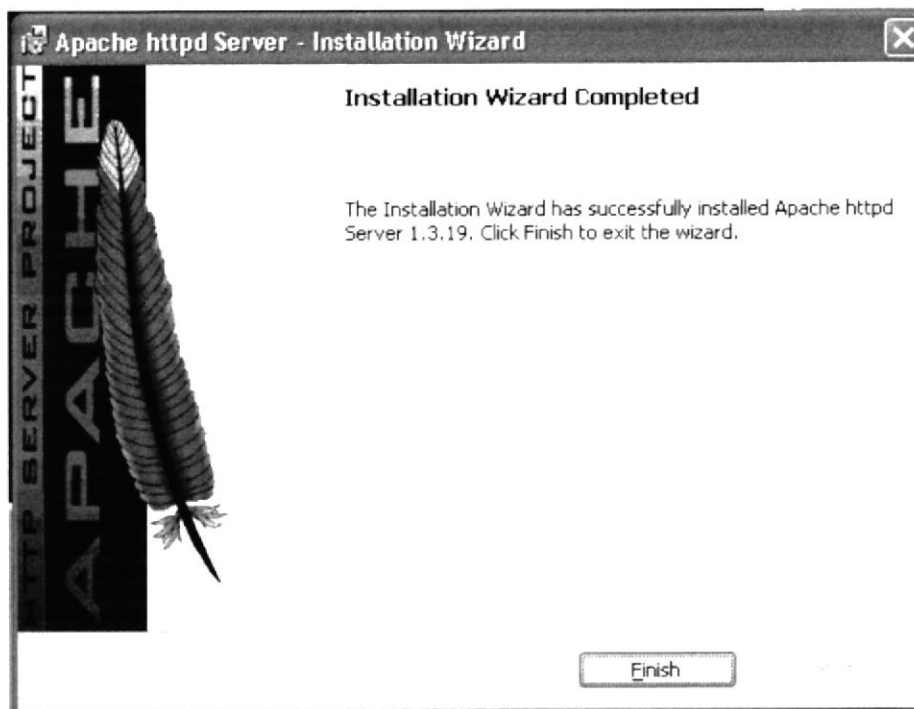 Apache httpd Server - Installation Wizard
HTTP SERVER PROJECT
APACHE
Installation Wizard Completed
The Installation Wizard has successfully installed Apache httpd
Server 1.3.19. Click Finish to exit the wizard.
Finish